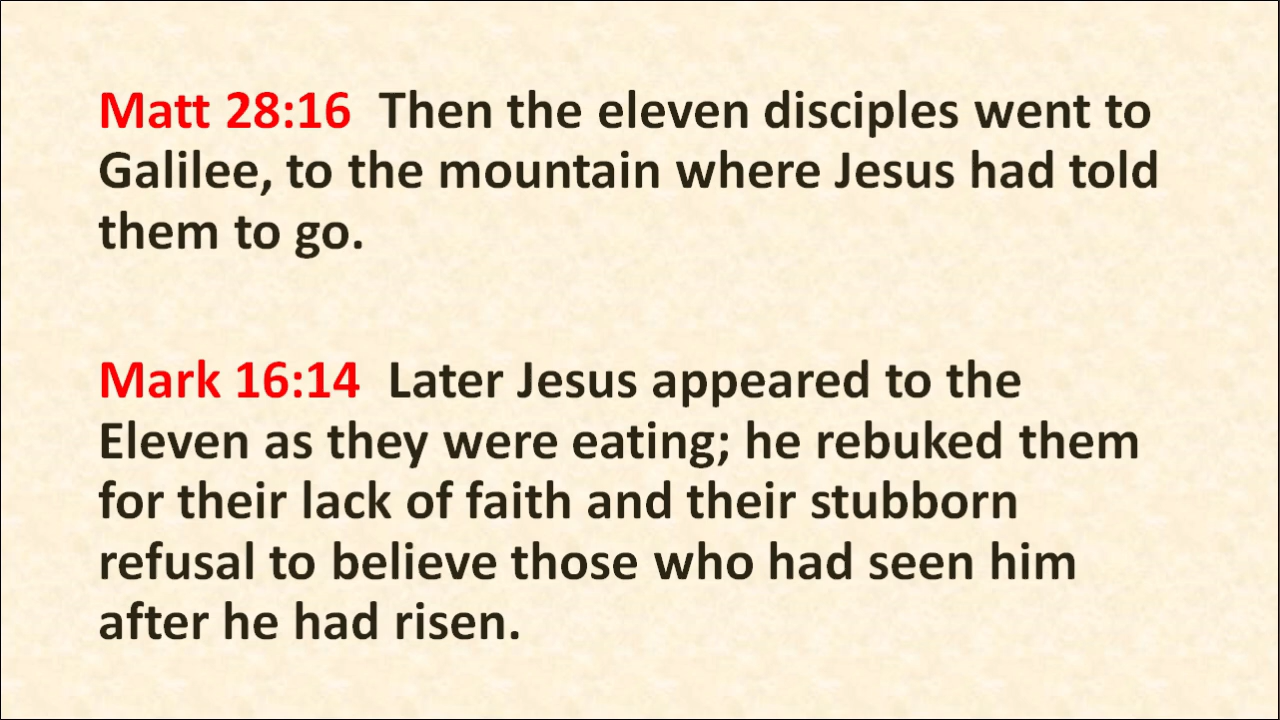 Matt 28:16  Then the eleven disciples went to
Galilee, to the mountain where Jesus had told
them to go.
Mark 16:14  Later Jesus appeared to the
Eleven as they were eating; he rebuked them
for their lack of faith and their stubborn
refusal to believe those who had seen him
after he had risen.